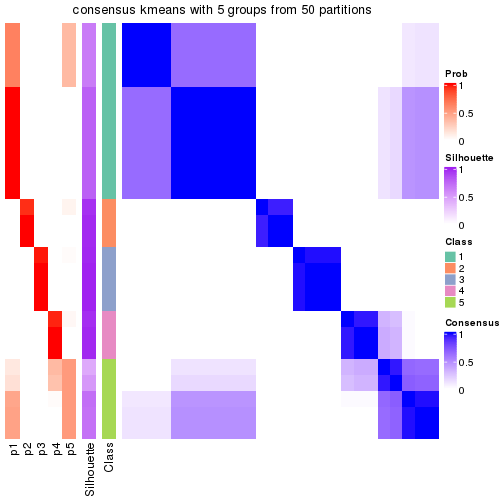 consensus kmeans with 5 groups from 50 partitions
Prob
1
0.5
0
Silhouette
1
0.5
0
Class
1
2
3
4
5
Consensus
1
0.5
0
p1
p2
p3
p4
p5
Silhouette
Class